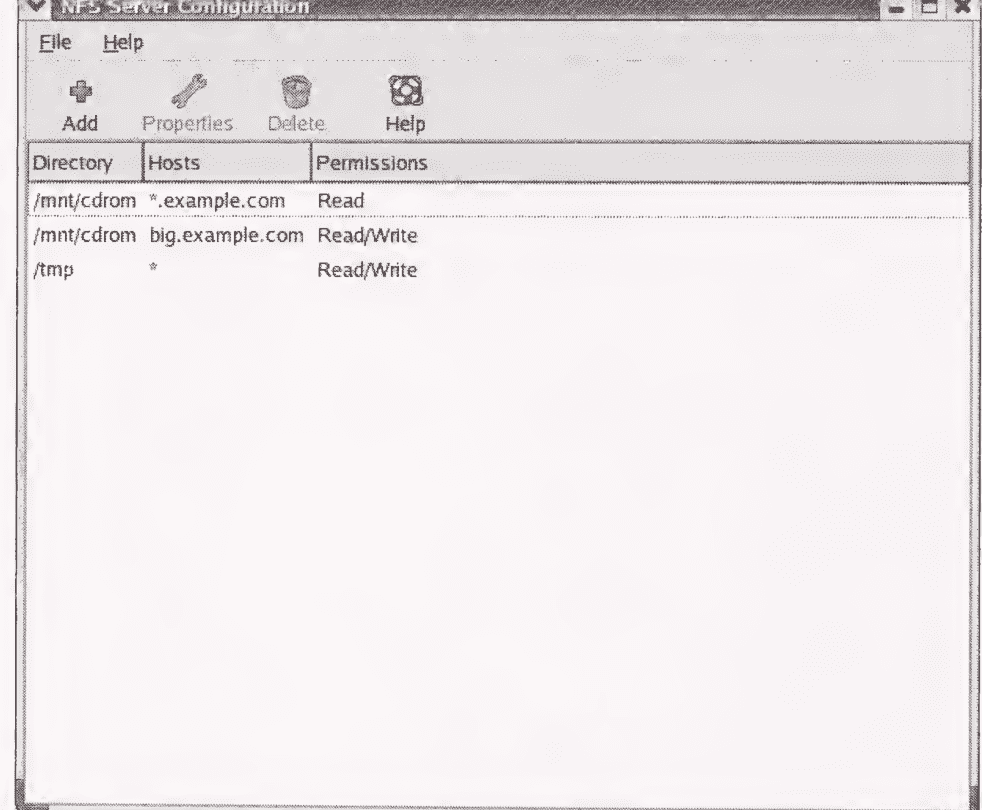 NFS Server Configuration
File Help
Add Properties Delete Help
Directory Hosts Permissions
/mnt/cdrom *.example.com Read
/mnt/cdrom big.example.com Read/Write
/tmp * Read/Write